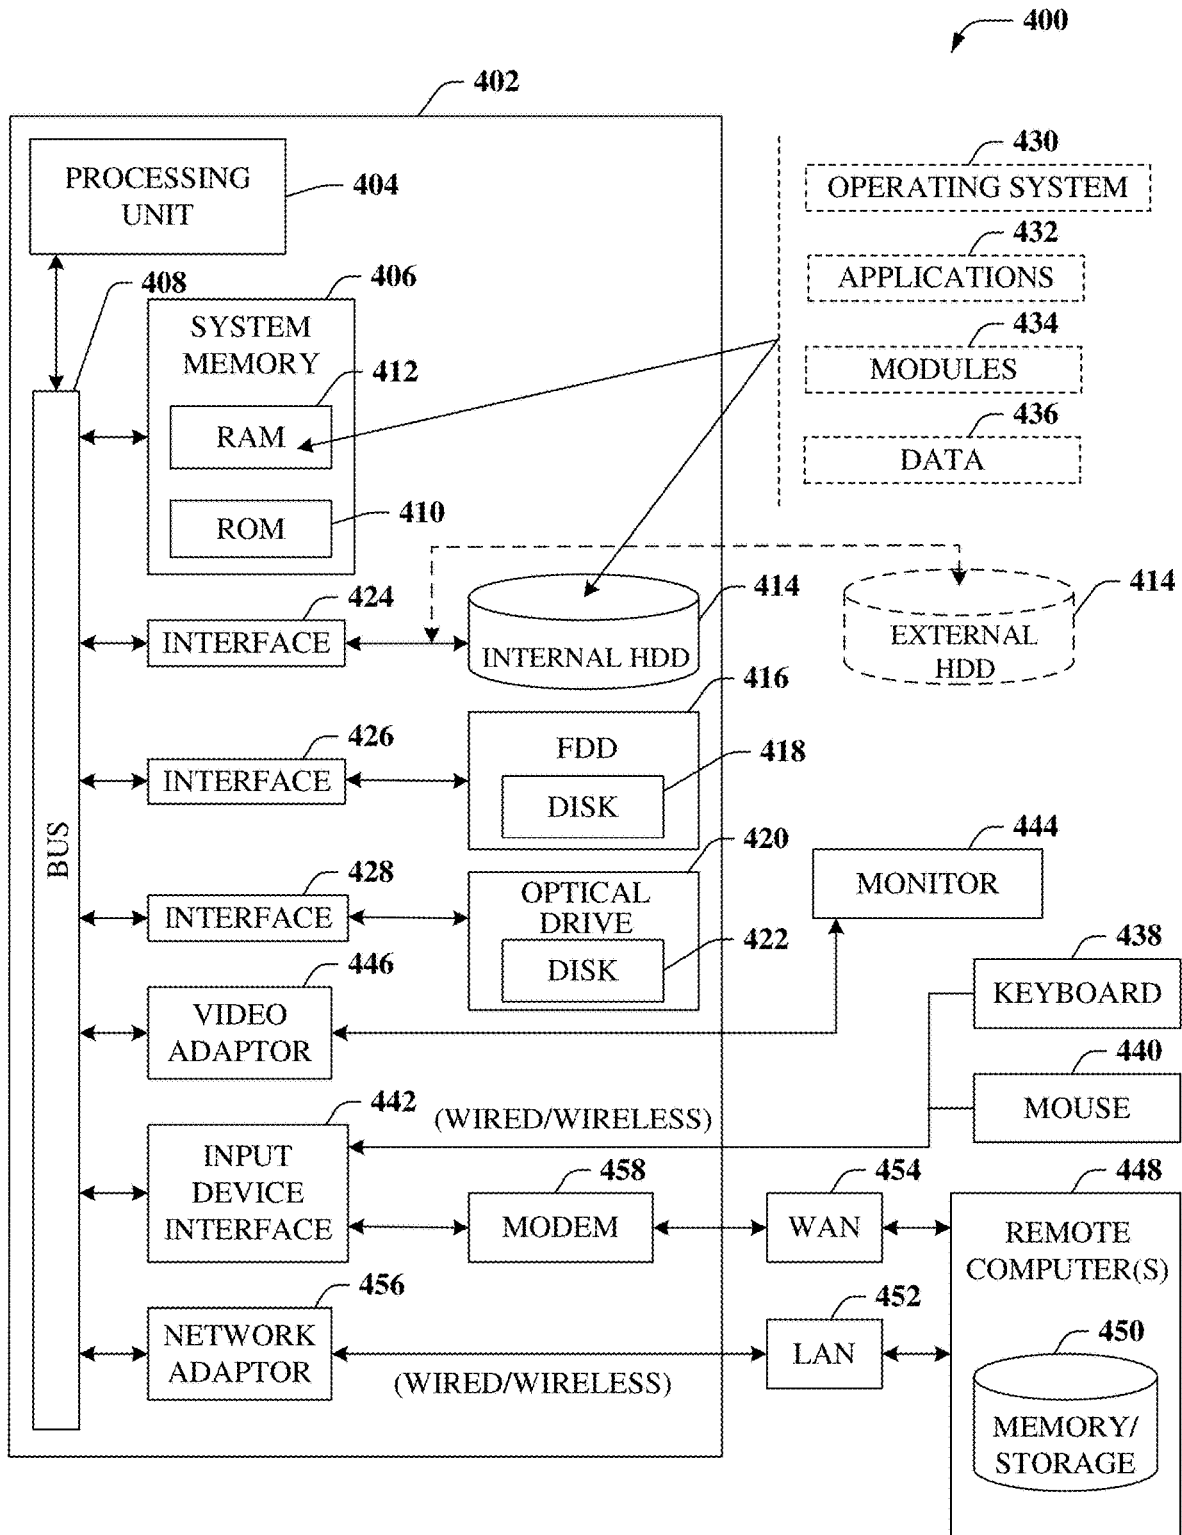 400
402
PROCESSING
UNIT
404
430
OPERATING SYSTEM
408
406
432
APPLICATIONS
SYSTEM
MEMORY
434
MODULES
412
RAM
436
DATA
410
ROM
424
INTERFACE
414
INTERNAL HDD
414
EXTERNAL
HDD
416
426
INTERFACE
FDD
418
DISK
BUS
420
444
MONITOR
428
INTERFACE
OPTICAL
DRIVE
422
DISK
438
KEYBOARD
446
VIDEO
ADAPTOR
440
MOUSE
442
(WIRED/WIRELESS)
INPUT
DEVICE
INTERFACE
458
MODEM
454
WAN
448
REMOTE
COMPUTER(S)
456
NETWORK
ADAPTOR
(WIRED/WIRELESS)
452
LAN
450
MEMORY/
STORAGE